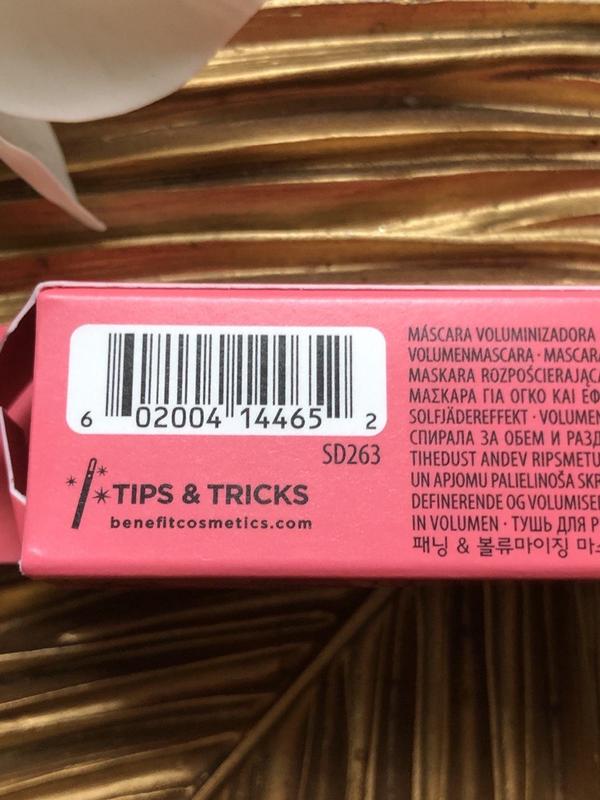 6 02004 14465 2
SD263
TIPS & TRICKS
benefitcosmetics.com
MÁSCARA VOLUMINIZADORA
VOLUMENMASCARA · MASCARA
MASKARA ROZPOŚCIERAJĄCA
ΜΑΣΚΑΡΑ ΓΙΑ ΟΓΚΟ ΚΑΙ ΕΦ
SOLFJÄDEREFFEKT · VOLUMEN
СПИРАЛА ЗА ОБЕМ И РАЗД
TIHEDUST ANDEV RIPSMETU
UN APJOMU PALIELINOŠA SKR
DEFINERENDE OG VOLUMISE
IN VOLUMEN · ТУШЬ ДЛЯ Р
패닝 & 볼류마이징 마스